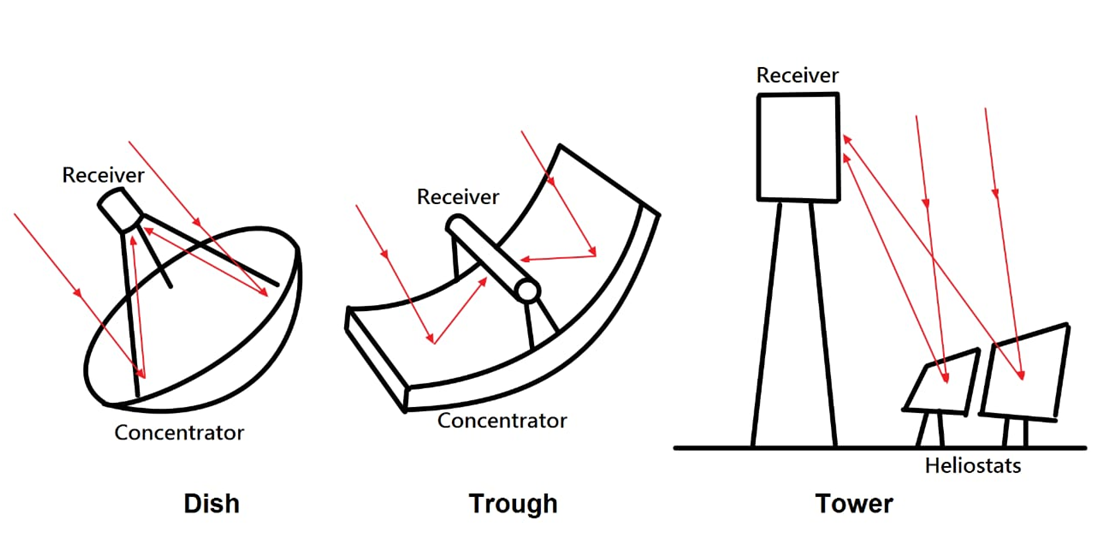 Receiver
Concentrator
Dish
Receiver
Concentrator
Trough
Receiver
Heliostats
Tower